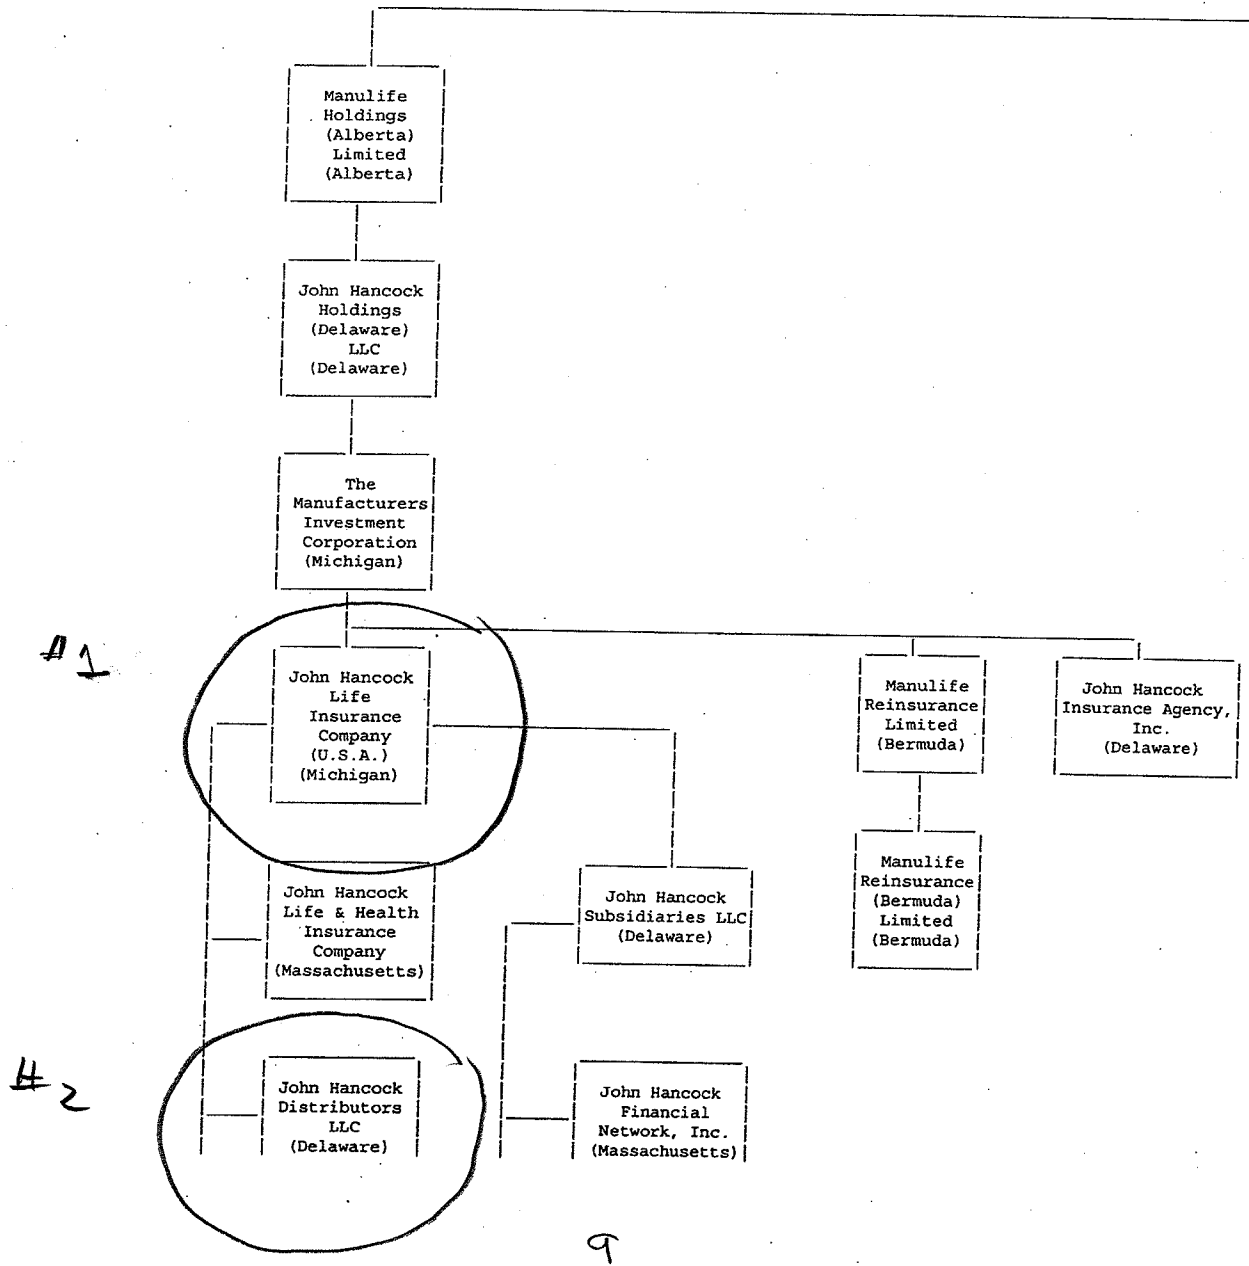 Manulife
Holdings
(Alberta)
Limited
(Alberta)
John Hancock
Holdings
(Delaware)
LLC
(Delaware)
The
Manufacturers
Investment
Corporation
(Michigan)
#1
John Hancock
Life
Insurance
Company
(U.S.A.)
(Michigan)
Manulife
Reinsurance
Limited
(Bermuda)
John Hancock
Insurance Agency,
Inc.
(Delaware)
John Hancock
Life & Health
Insurance
Company
(Massachusetts)
John Hancock
Subsidiaries LLC
(Delaware)
Manulife
Reinsurance
(Bermuda)
Limited
(Bermuda)
#2
John Hancock
Distributors
LLC
(Delaware)
John Hancock
Financial
Network, Inc.
(Massachusetts)
9